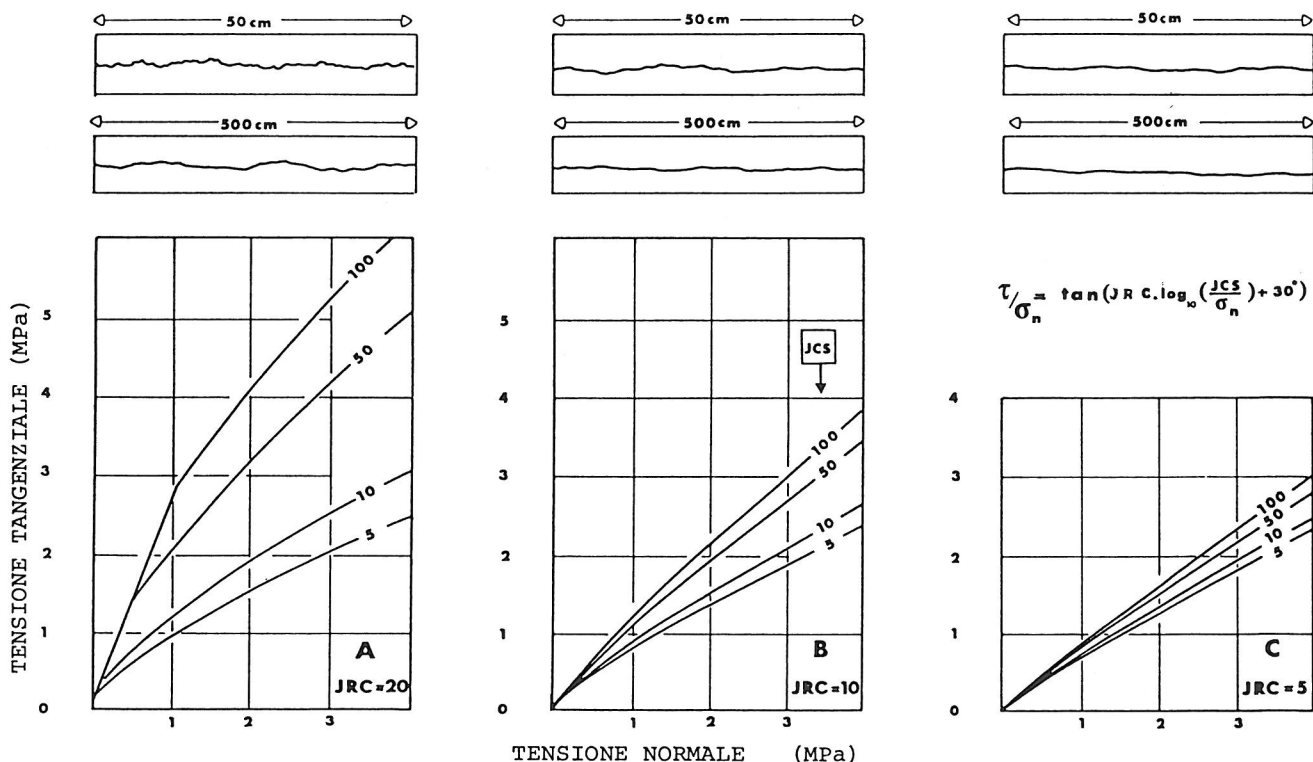 50 cm
50 cm
50 cm
500 cm
500 cm
500 cm
TENSIONE TANGENZIALE (MPa)
5
4
3
2
1
0
100
50
10
5
A
JRC = 20
1
2
3
5
4
3
2
1
0
JCS
100
50
10
5
B
JRC = 10
1
2
3
τ/σn = tan(JRC.log₁₀(JCS/σn)+30°)
4
3
2
1
0
100
50
10
5
C
JRC = 5
1
2
3
TENSIONE NORMALE (MPa)